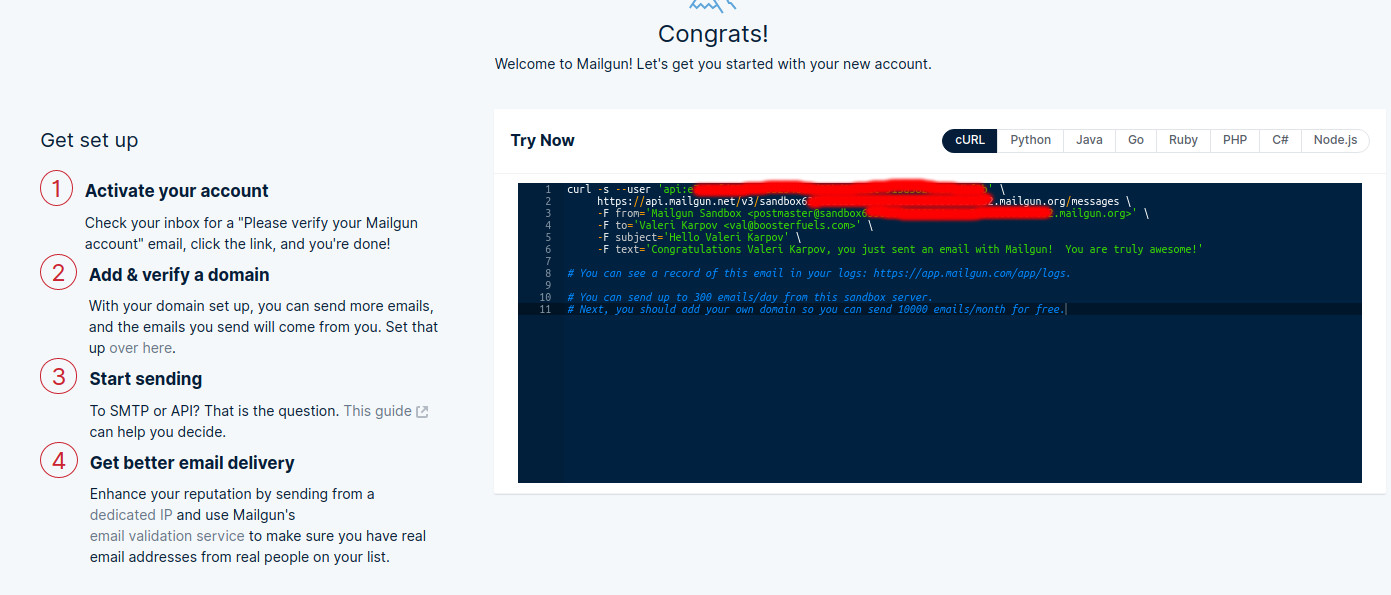 Congrats!
Welcome to Mailgun! Let's get you started with your new account.
Get set up
1 Activate your account
Check your inbox for a "Please verify your Mailgun
account" email, click the link, and you're done!
2 Add & verify a domain
With your domain set up, you can send more emails,
and the emails you send will come from you. Set that
up over here.
3 Start sending
To SMTP or API? That is the question. This guide
can help you decide.
4 Get better email delivery
Enhance your reputation by sending from a
dedicated IP and use Mailgun's
email validation service to make sure you have real
email addresses from real people on your list.
Try Now
cURL Python Java Go Ruby PHP C# Node.js
1 curl -s --user 'api:e ' \
2 https://api.mailgun.net/v3/sandbox6 2.mailgun.org/messages \
3 -F from='Mailgun Sandbox <postmaster@sandbox6 2.mailgun.org>' \
4 -F to='Valeri Karpov <val@boosterfuels.com>' \
5 -F subject='Hello Valeri Karpov' \
6 -F text='Congratulations Valeri Karpov, you just sent an email with Mailgun!  You are truly awesome!'
7
8 # You can see a record of this email in your logs: https://app.mailgun.com/app/logs.
9
10 # You can send up to 300 emails/day from this sandbox server.
11 # Next, you should add your own domain so you can send 10000 emails/month for free.